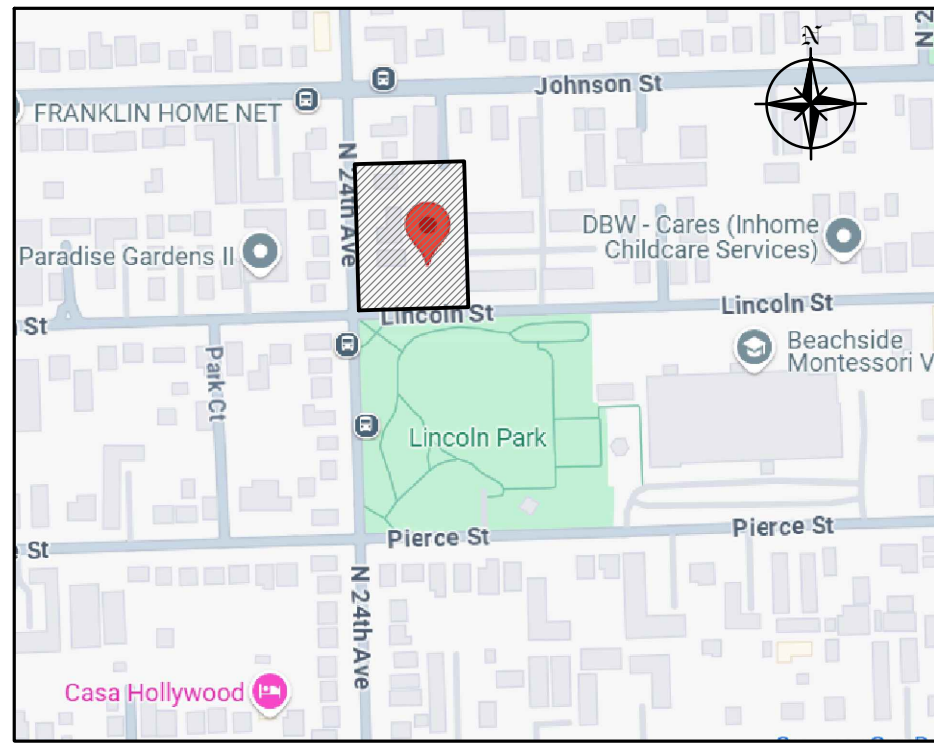 N 2
N
Johnson St
FRANKLIN HOME NET
N 24th Ave
DBW - Cares (Inhome
Childcare Services)
Paradise Gardens II
Lincoln St
Lincoln St
St
Beachside
Montessori V
Park Ct
Lincoln Park
Pierce St
Pierce St
St
N 24th Ave
Casa Hollywood